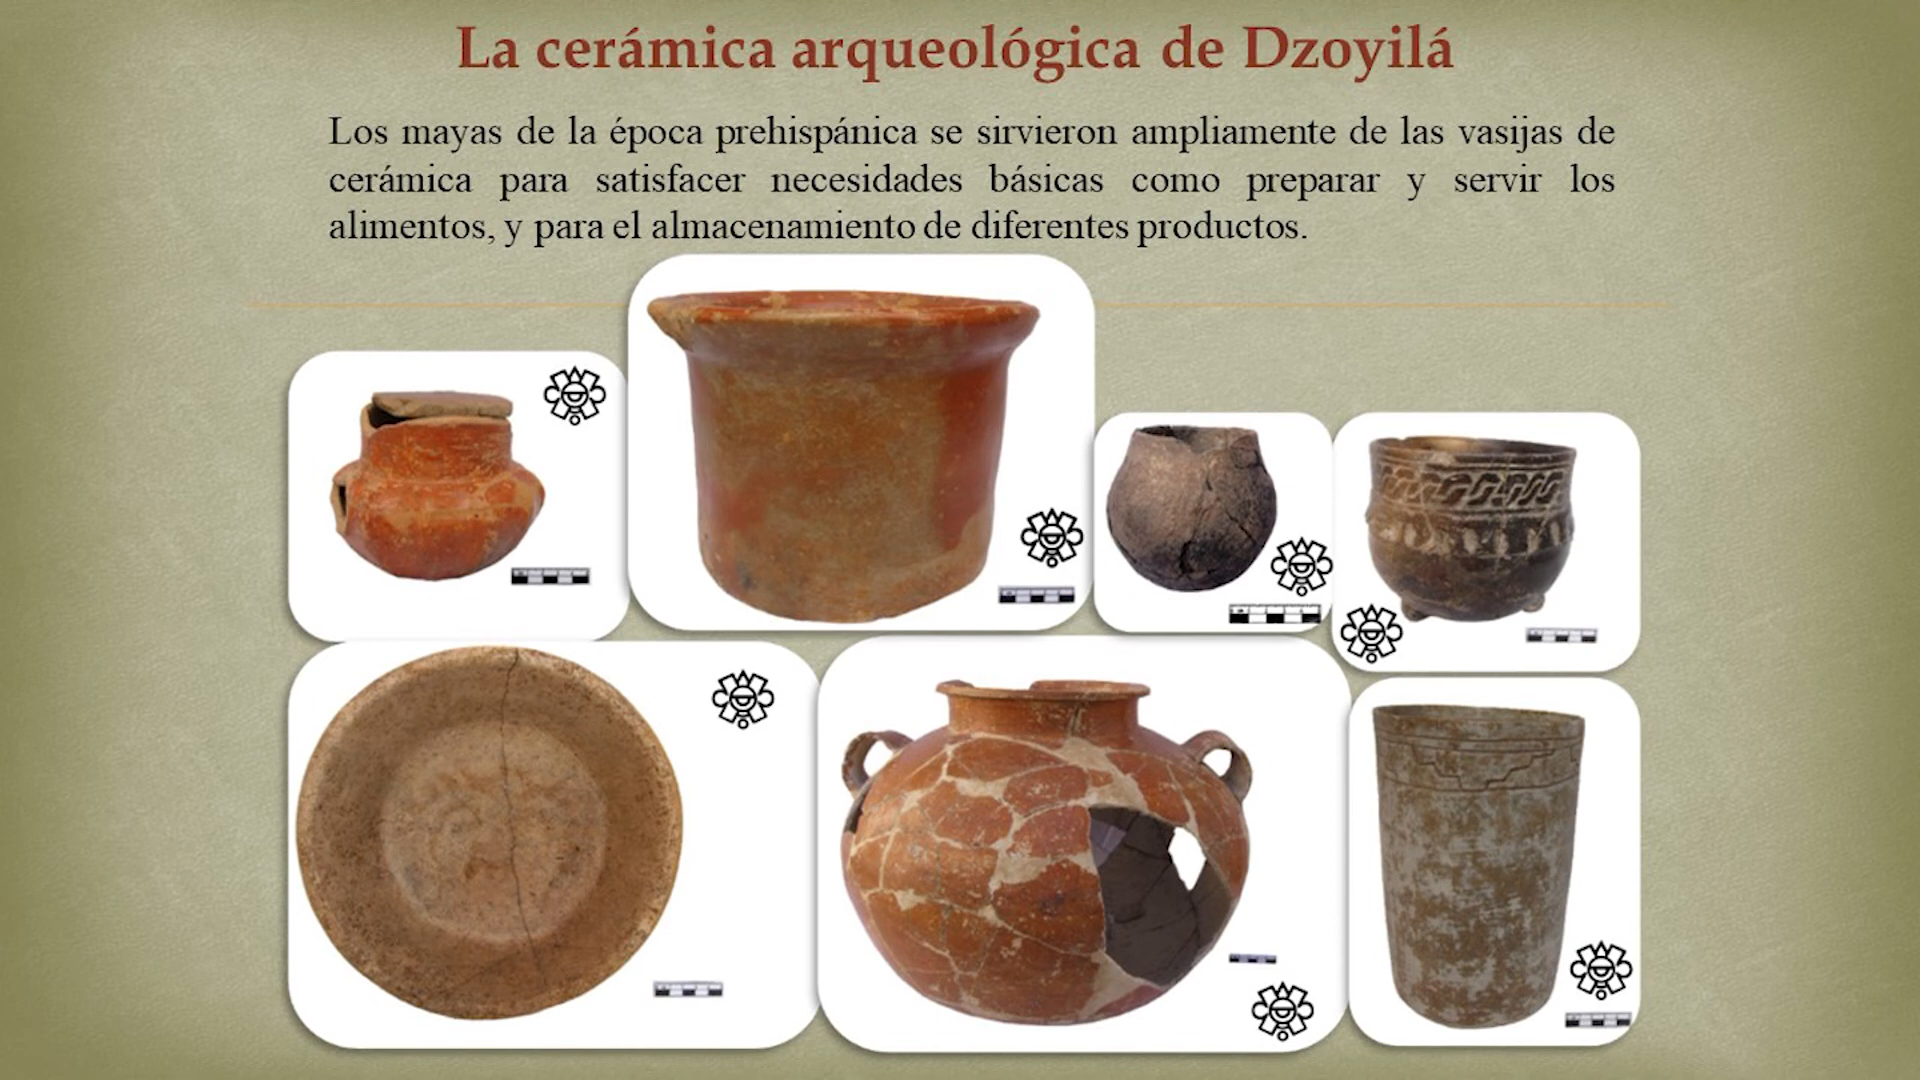 La cerámica arqueológica de Dzoyilá
Los mayas de la época prehispánica se sirvieron ampliamente de las vasijas de
cerámica para satisfacer necesidades básicas como preparar y servir los
alimentos, y para el almacenamiento de diferentes productos.